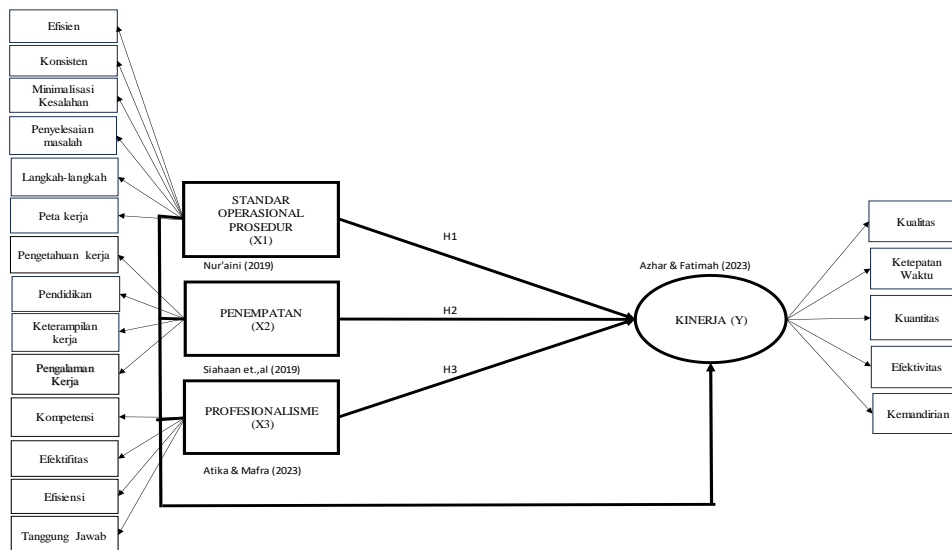 Efisien
Konsisten
Minimalisasi
Kesalahan
Penyelesaian
masalah
Langkah-langkah
Peta kerja
Pengetahuan kerja
Pendidikan
Keterampilan
kerja
Pengalaman
Kerja
Kompetensi
Efektifitas
Efisiensi
Tanggung Jawab
STANDAR
OPERASIONAL
PROSEDUR
(X1)
Nur'aini (2019)
PENEMPATAN
(X2)
Siahaan et.,al (2019)
PROFESIONALISME
(X3)
Atika & Mafra (2023)
H1
H2
H3
Azhar & Fatimah (2023)
KINERJA (Y)
Kualitas
Ketepatan
Waktu
Kuantitas
Efektivitas
Kemandirian